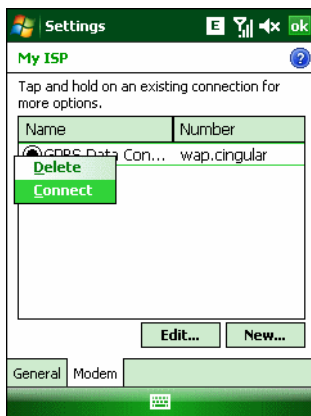 Settings
E
ok
My ISP
?
Tap and hold on an existing connection for
more options.
Name Number
GPRS Data Con... wap.cingular
Delete
Connect
Edit... New...
General Modem